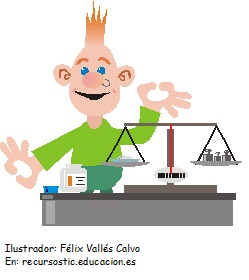 Ilustrador: Félix Vallés Calvo
En: recursostic.educacion.es